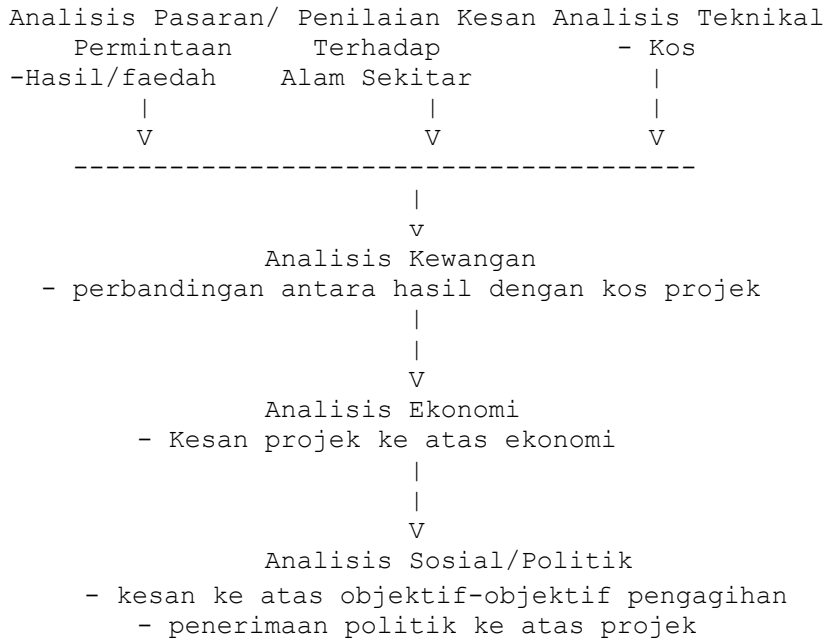 Analisis Pasaran/ Penilaian Kesan Analisis Teknikal
Permintaan Terhadap - Kos
-Hasil/faedah Alam Sekitar |
| | |
V V V
---------------------------------------
|
v
Analisis Kewangan
- perbandingan antara hasil dengan kos projek
|
|
V
Analisis Ekonomi
- Kesan projek ke atas ekonomi
|
|
V
Analisis Sosial/Politik
- kesan ke atas objektif-objektif pengagihan
- penerimaan politik ke atas projek